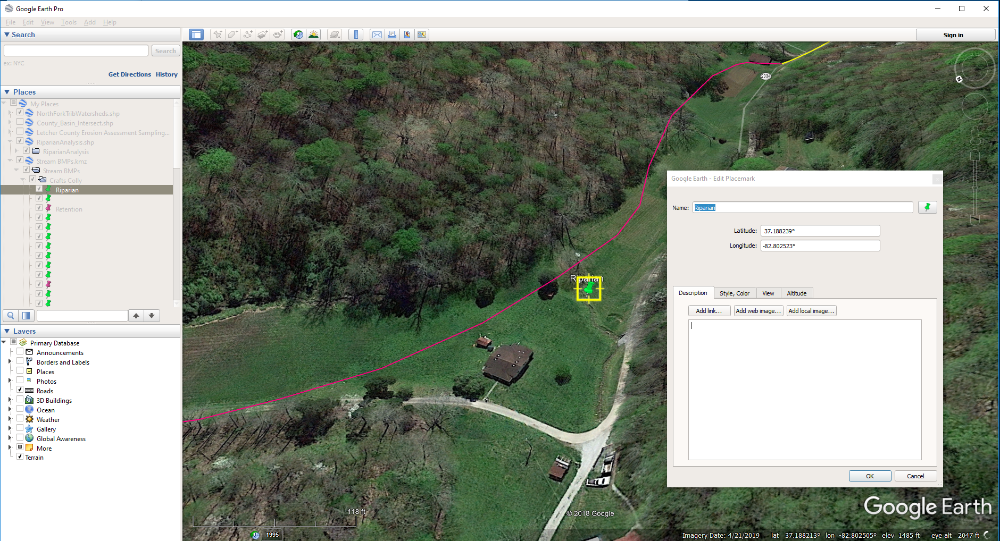 Google Earth Pro
File Edit View Tools Add Help
Search
Search
ex: NYC
Get Directions History
Places
My Places
NorthForkTribWatersheds.shp
County_Basin_Intersect.shp
Letcher County Erosion Assessment Sampling...
RiparianAnalysis.shp
RiparianAnalysis
Stream BMPs.kmz
Stream BMPs
Crafts Colly
Riparian
Retention
Layers
Primary Database
Announcements
Borders and Labels
Places
Photos
Roads
3D Buildings
Ocean
Weather
Gallery
Global Awareness
More
Terrain
Sign in
2034
N
Riparian
Google Earth - Edit Placemark
Name: Riparian
Latitude: 37.188239°
Longitude: -82.802523°
Description Style, Color View Altitude
Add link... Add web image... Add local image...
OK Cancel
118 ft
© 2018 Google
Google Earth
1995
Imagery Date: 4/21/2019 lat 37.188213° lon -82.802505° elev 1485 ft eye alt 2047 ft